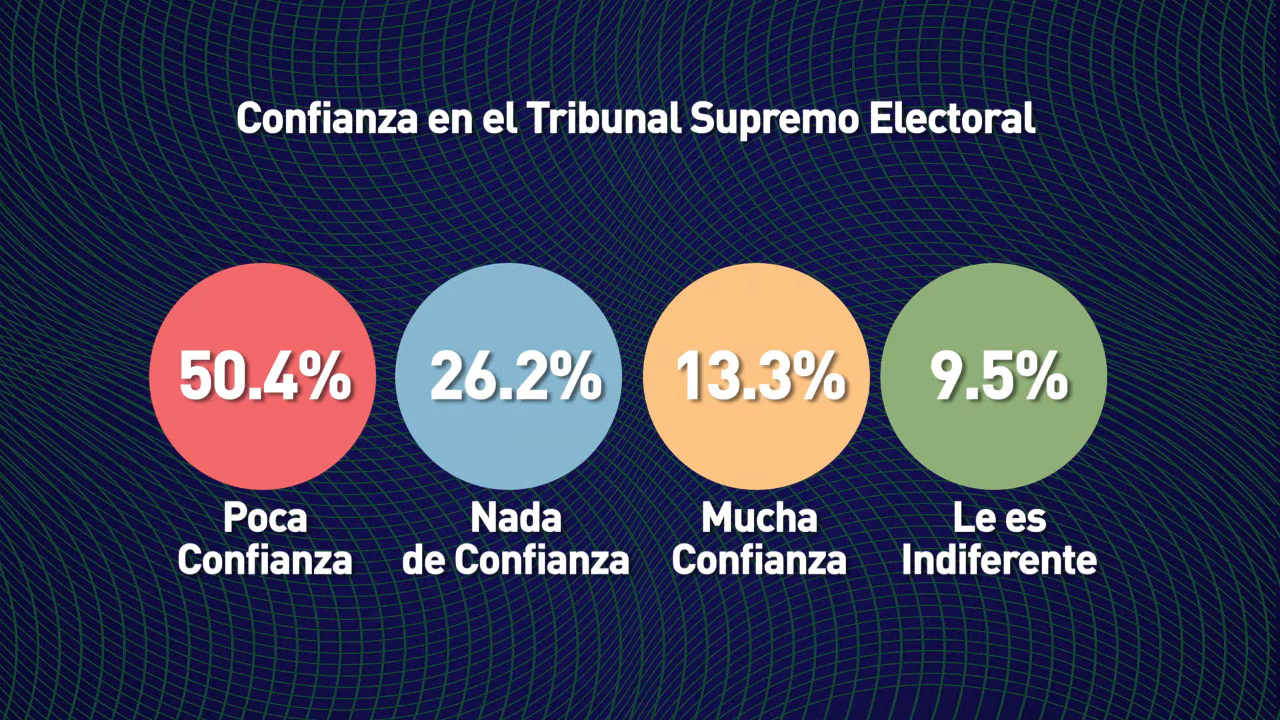 Confianza en el Tribunal Supremo Electoral
50.4%
26.2%
13.3%
9.5%
Poca
Confianza
Nada
de Confianza
Mucha
Confianza
Le es
Indiferente